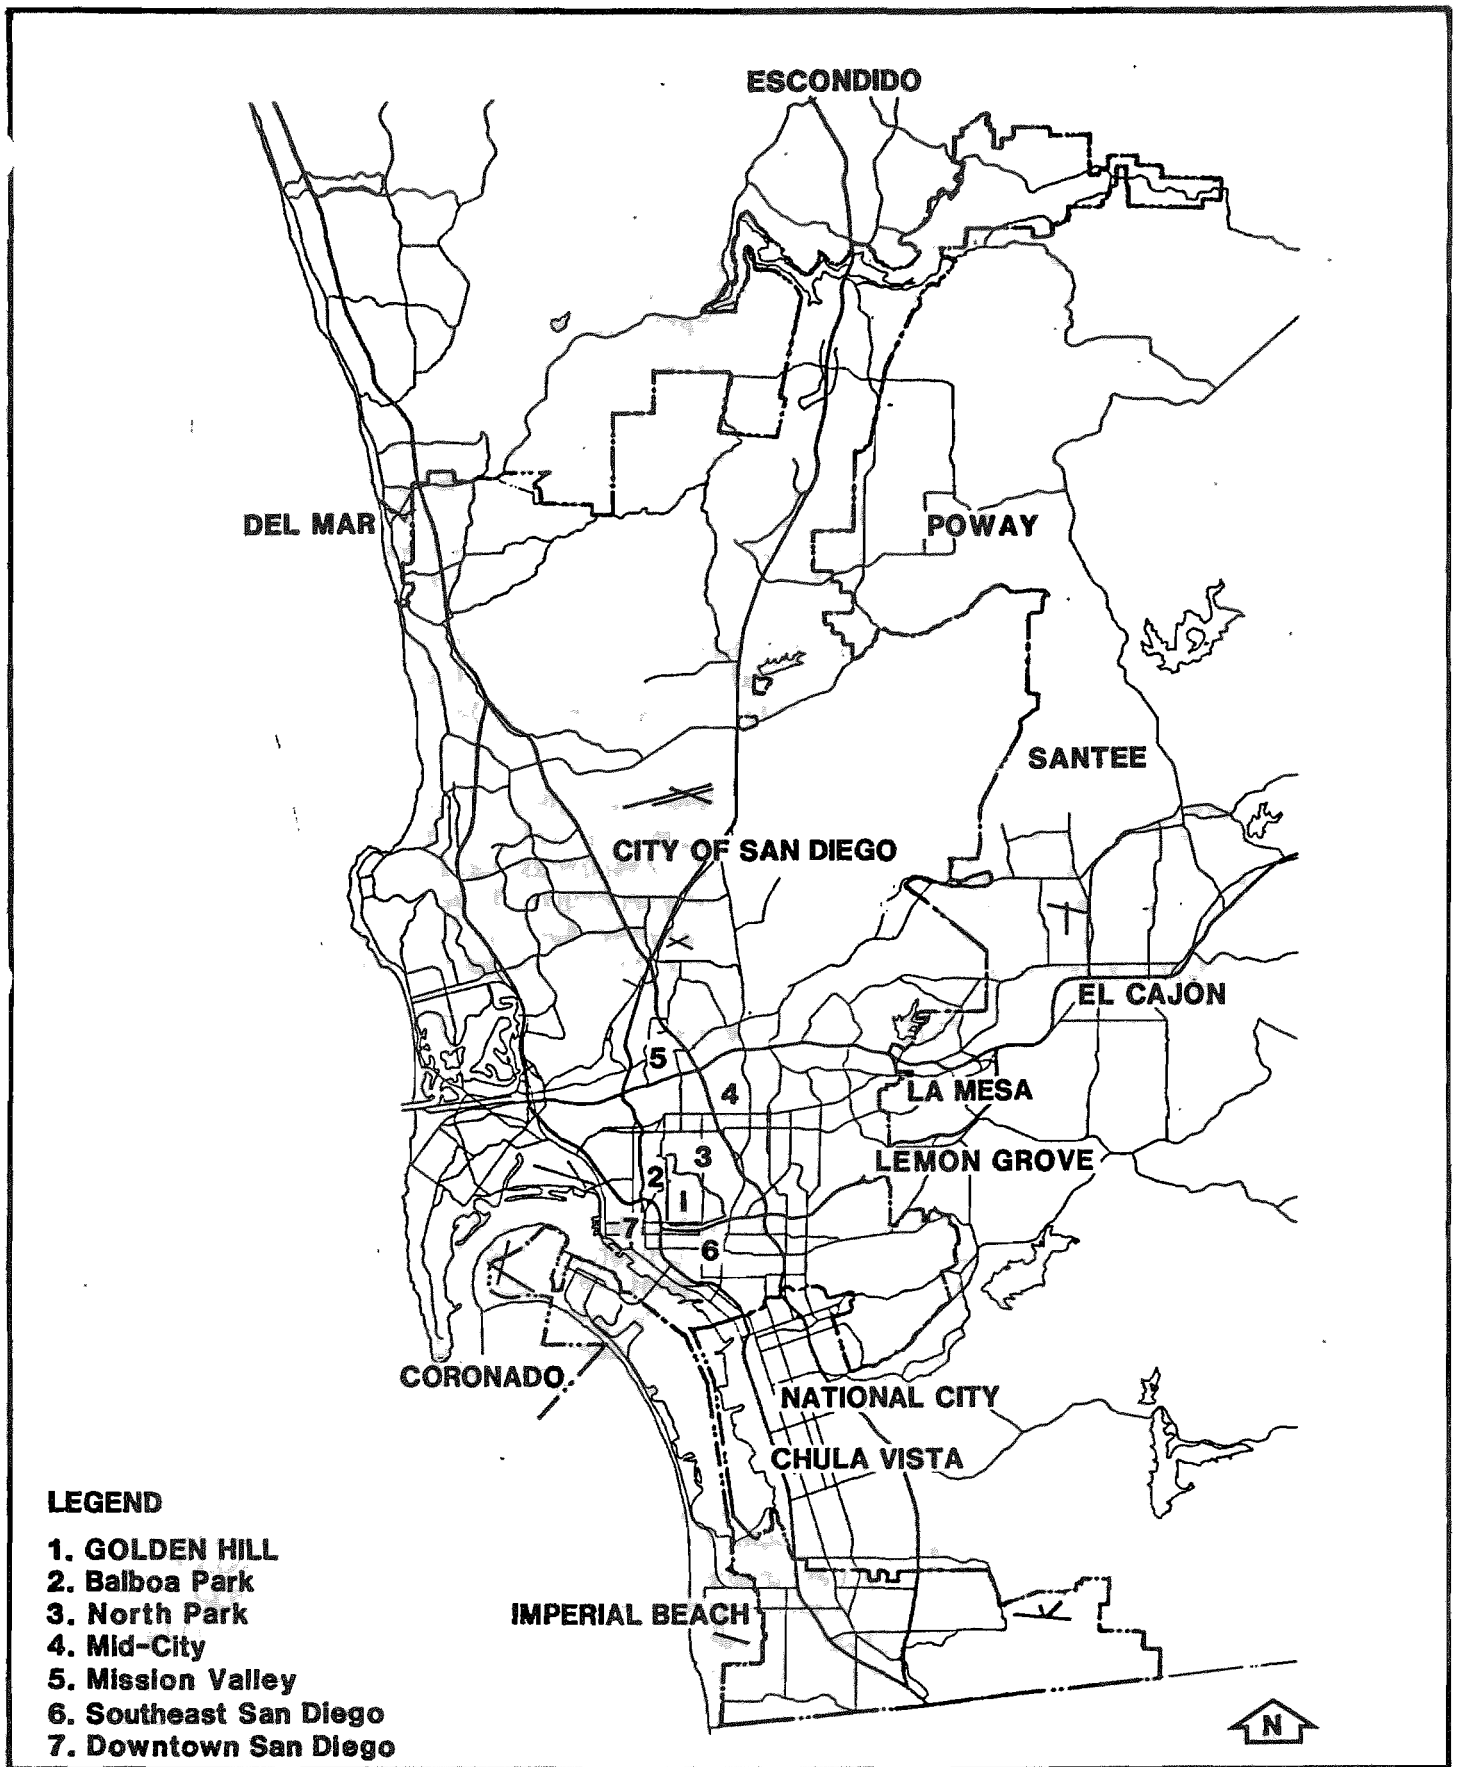 ESCONDIDO
DEL MAR
POWAY
SANTEE
CITY OF SAN DIEGO
EL CAJON
5
4
LA MESA
3
LEMON GROVE
2
1
7
6
CORONADO
NATIONAL CITY
CHULA VISTA
IMPERIAL BEACH
LEGEND
1. GOLDEN HILL
2. Balboa Park
3. North Park
4. Mid-City
5. Mission Valley
6. Southeast San Diego
7. Downtown San Diego
N